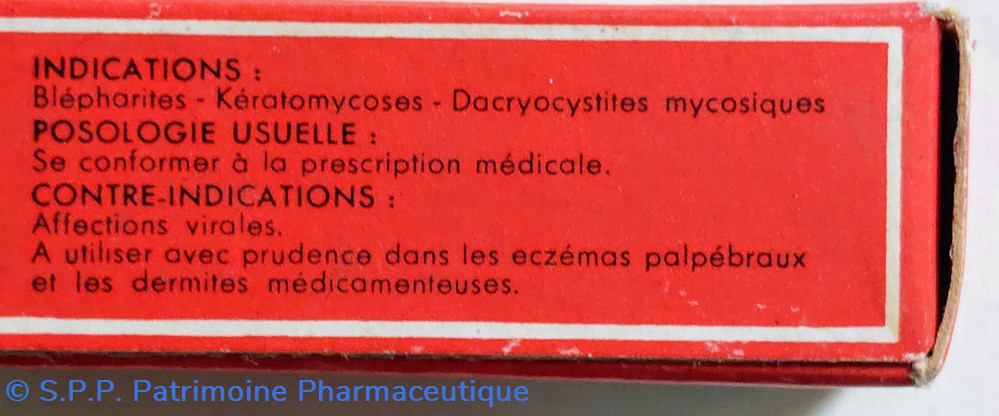 INDICATIONS :
Blépharites - Kératomycoses - Dacryocystites mycosiques
POSOLOGIE USUELLE :
Se conformer à la prescription médicale.
CONTRE-INDICATIONS :
Affections virales.
A utiliser avec prudence dans les eczémas palpébraux
et les dermites médicamenteuses.
© S.P.P. Patrimoine Pharmaceutique